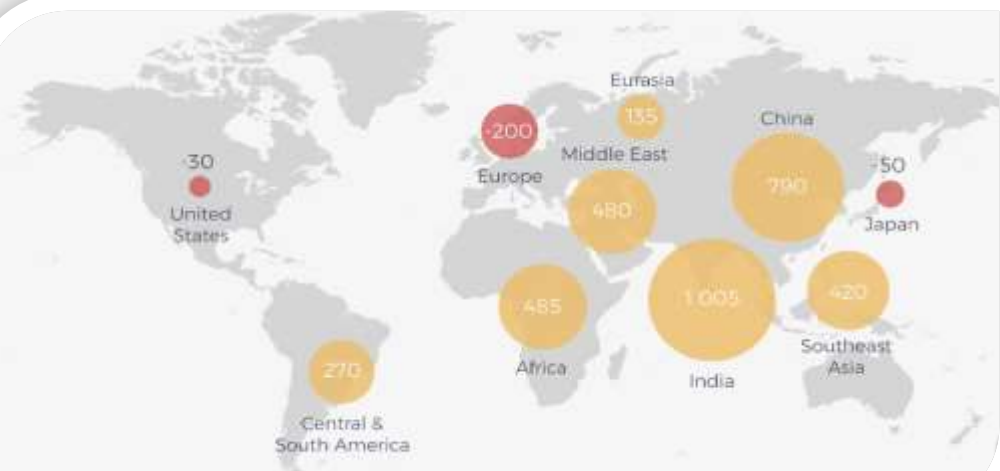 Eurasia
135
China
-200
Middle East
-30
Europe
790
-50
480
United
States
Japan
485
1 005
420
Africa
Southeast
Asia
India
270
Central &
South America